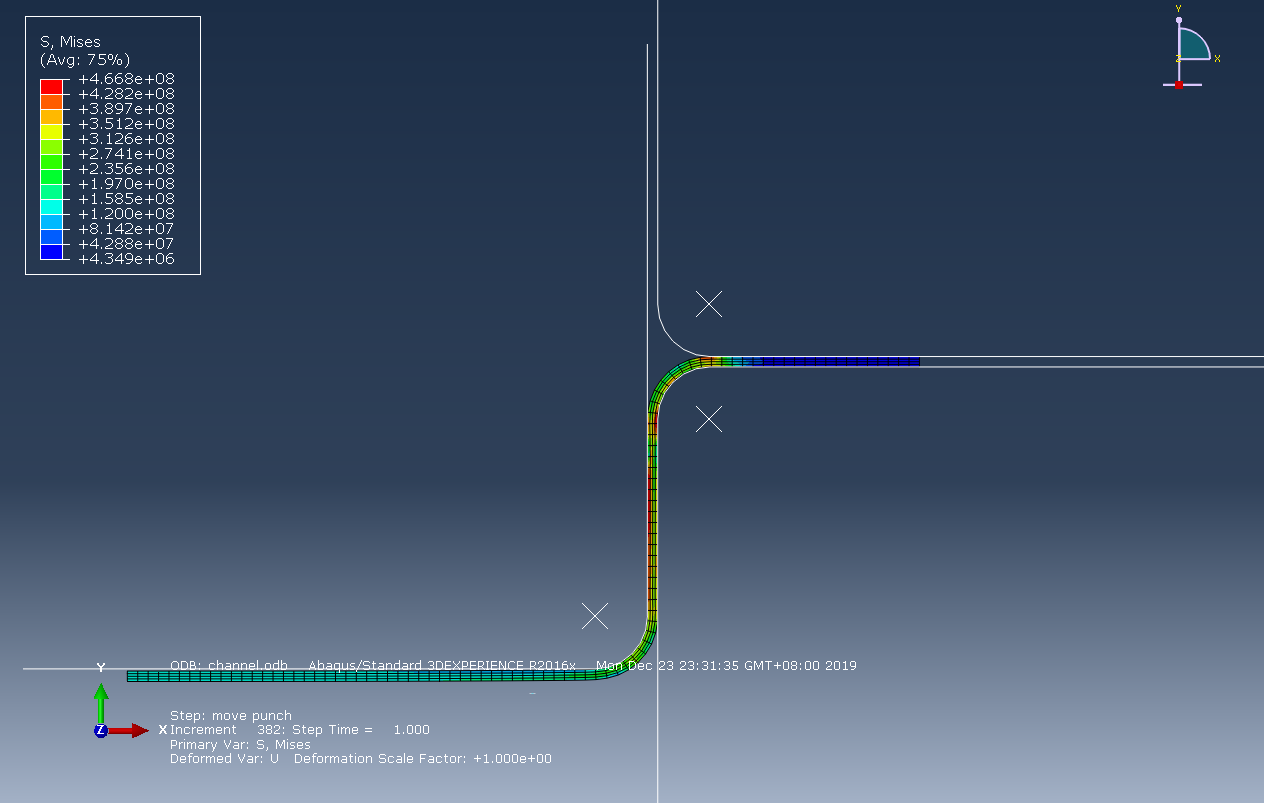 S, Mises
(Avg: 75%)
+4.668e+08
+4.282e+08
+3.897e+08
+3.512e+08
+3.126e+08
+2.741e+08
+2.356e+08
+1.970e+08
+1.585e+08
+1.200e+08
+8.142e+07
+4.288e+07
+4.349e+06
Y
Z X
Y
ODB: channel.odb Abaqus/Standard 3DEXPERIENCE R2016x Mon Dec 23 23:31:35 GMT+08:00 2019
Step: move punch
Z X
Increment 382: Step Time = 1.000
Primary Var: S, Mises
Deformed Var: U Deformation Scale Factor: +1.000e+00